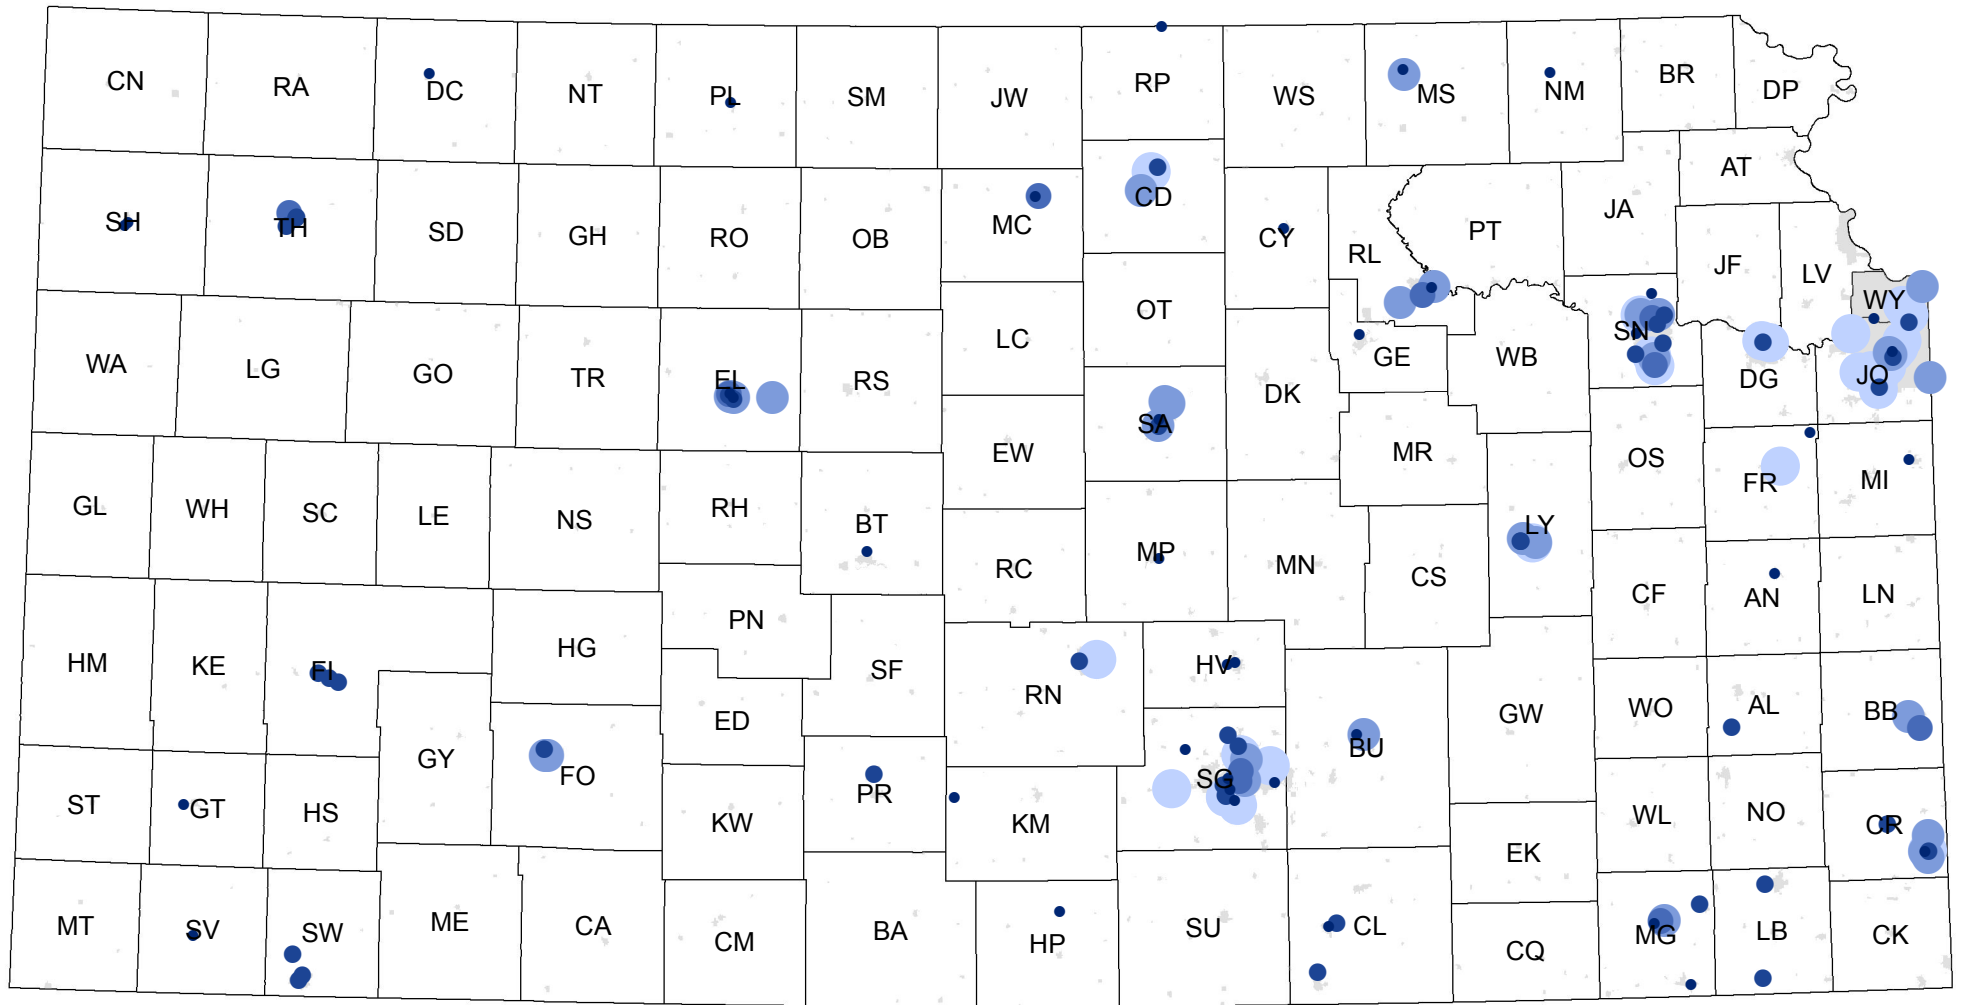 CN RA DC NT PL SM JW RP WS MS NM BR DP
SH TH SD GH RO OB MC CD CY RL PT JA AT
JF LV WY
WA LG GO TR EL RS LC OT DK GE WB SN DG JO
EW SA MR OS FR MI
GL WH SC LE NS RH BT RC MP MN CS LY CF AN LN
HM KE FI HG PN SF RN HV
GY FO ED SG BU GW WO AL BB
ST GT HS KW PR KM EK WL NO CR
MT SV SW ME CA CM BA HP SU CL CQ MG LB CK